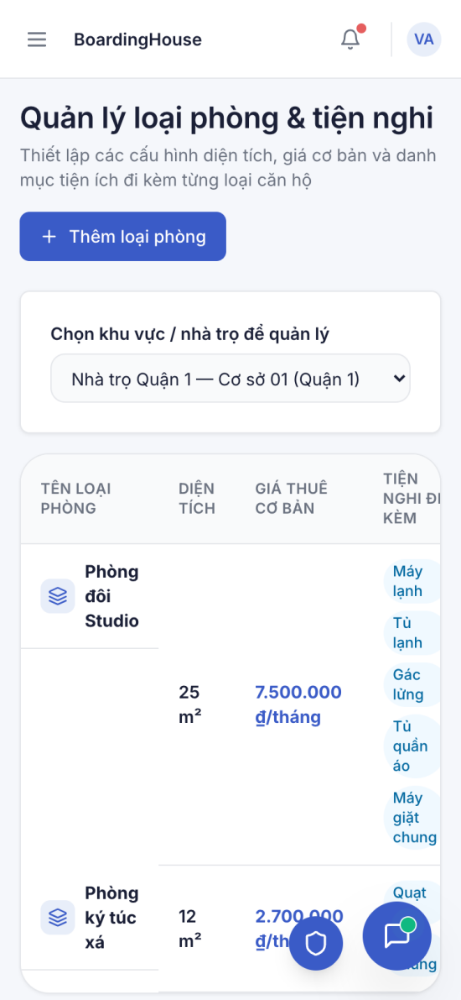 BoardingHouse
VA
Quản lý loại phòng & tiện nghi
Thiết lập các cấu hình diện tích, giá cơ bản và danh
mục tiện ích đi kèm từng loại căn hộ
+ Thêm loại phòng
Chọn khu vực / nhà trọ để quản lý
Nhà trọ Quận 1 — Cơ sở 01 (Quận 1)
TÊN LOẠI
PHÒNG
DIỆN
TÍCH
GIÁ THUÊ
CƠ BẢN
TIỆN
NGHI ĐI
KÈM
Phòng
đôi
Studio
25
m²
7.500.000
₫/tháng
Máy
lạnh
Tủ
lạnh
Gác
lửng
Tủ
quần
áo
Máy
giặt
chung
Phòng
ký túc
xá
12
m²
2.700.000
Quạt